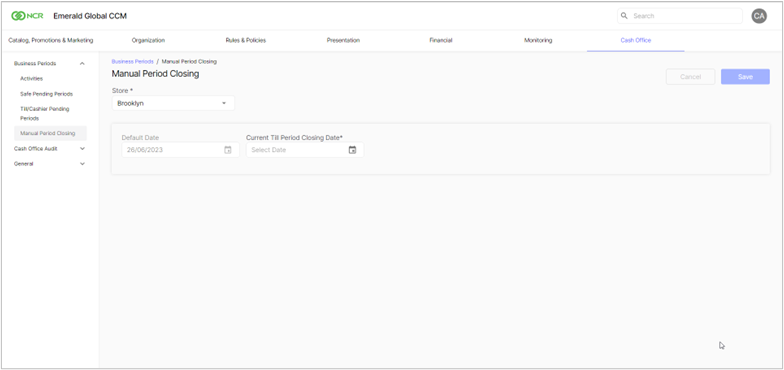 NCR
Emerald Global CCM
Search
CA
Catalog, Promotions & Marketing
Organization
Rules & Policies
Presentation
Financial
Monitoring
Cash Office
Business Periods
Activities
Safe Pending Periods
Till/Cashier Pending
Periods
Manual Period Closing
Cash Office Audit
General
Business Periods / Manual Period Closing
Manual Period Closing
Cancel
Save
Store *
Brooklyn
Default Date
26/06/2023
Current Till Period Closing Date*
Select Date